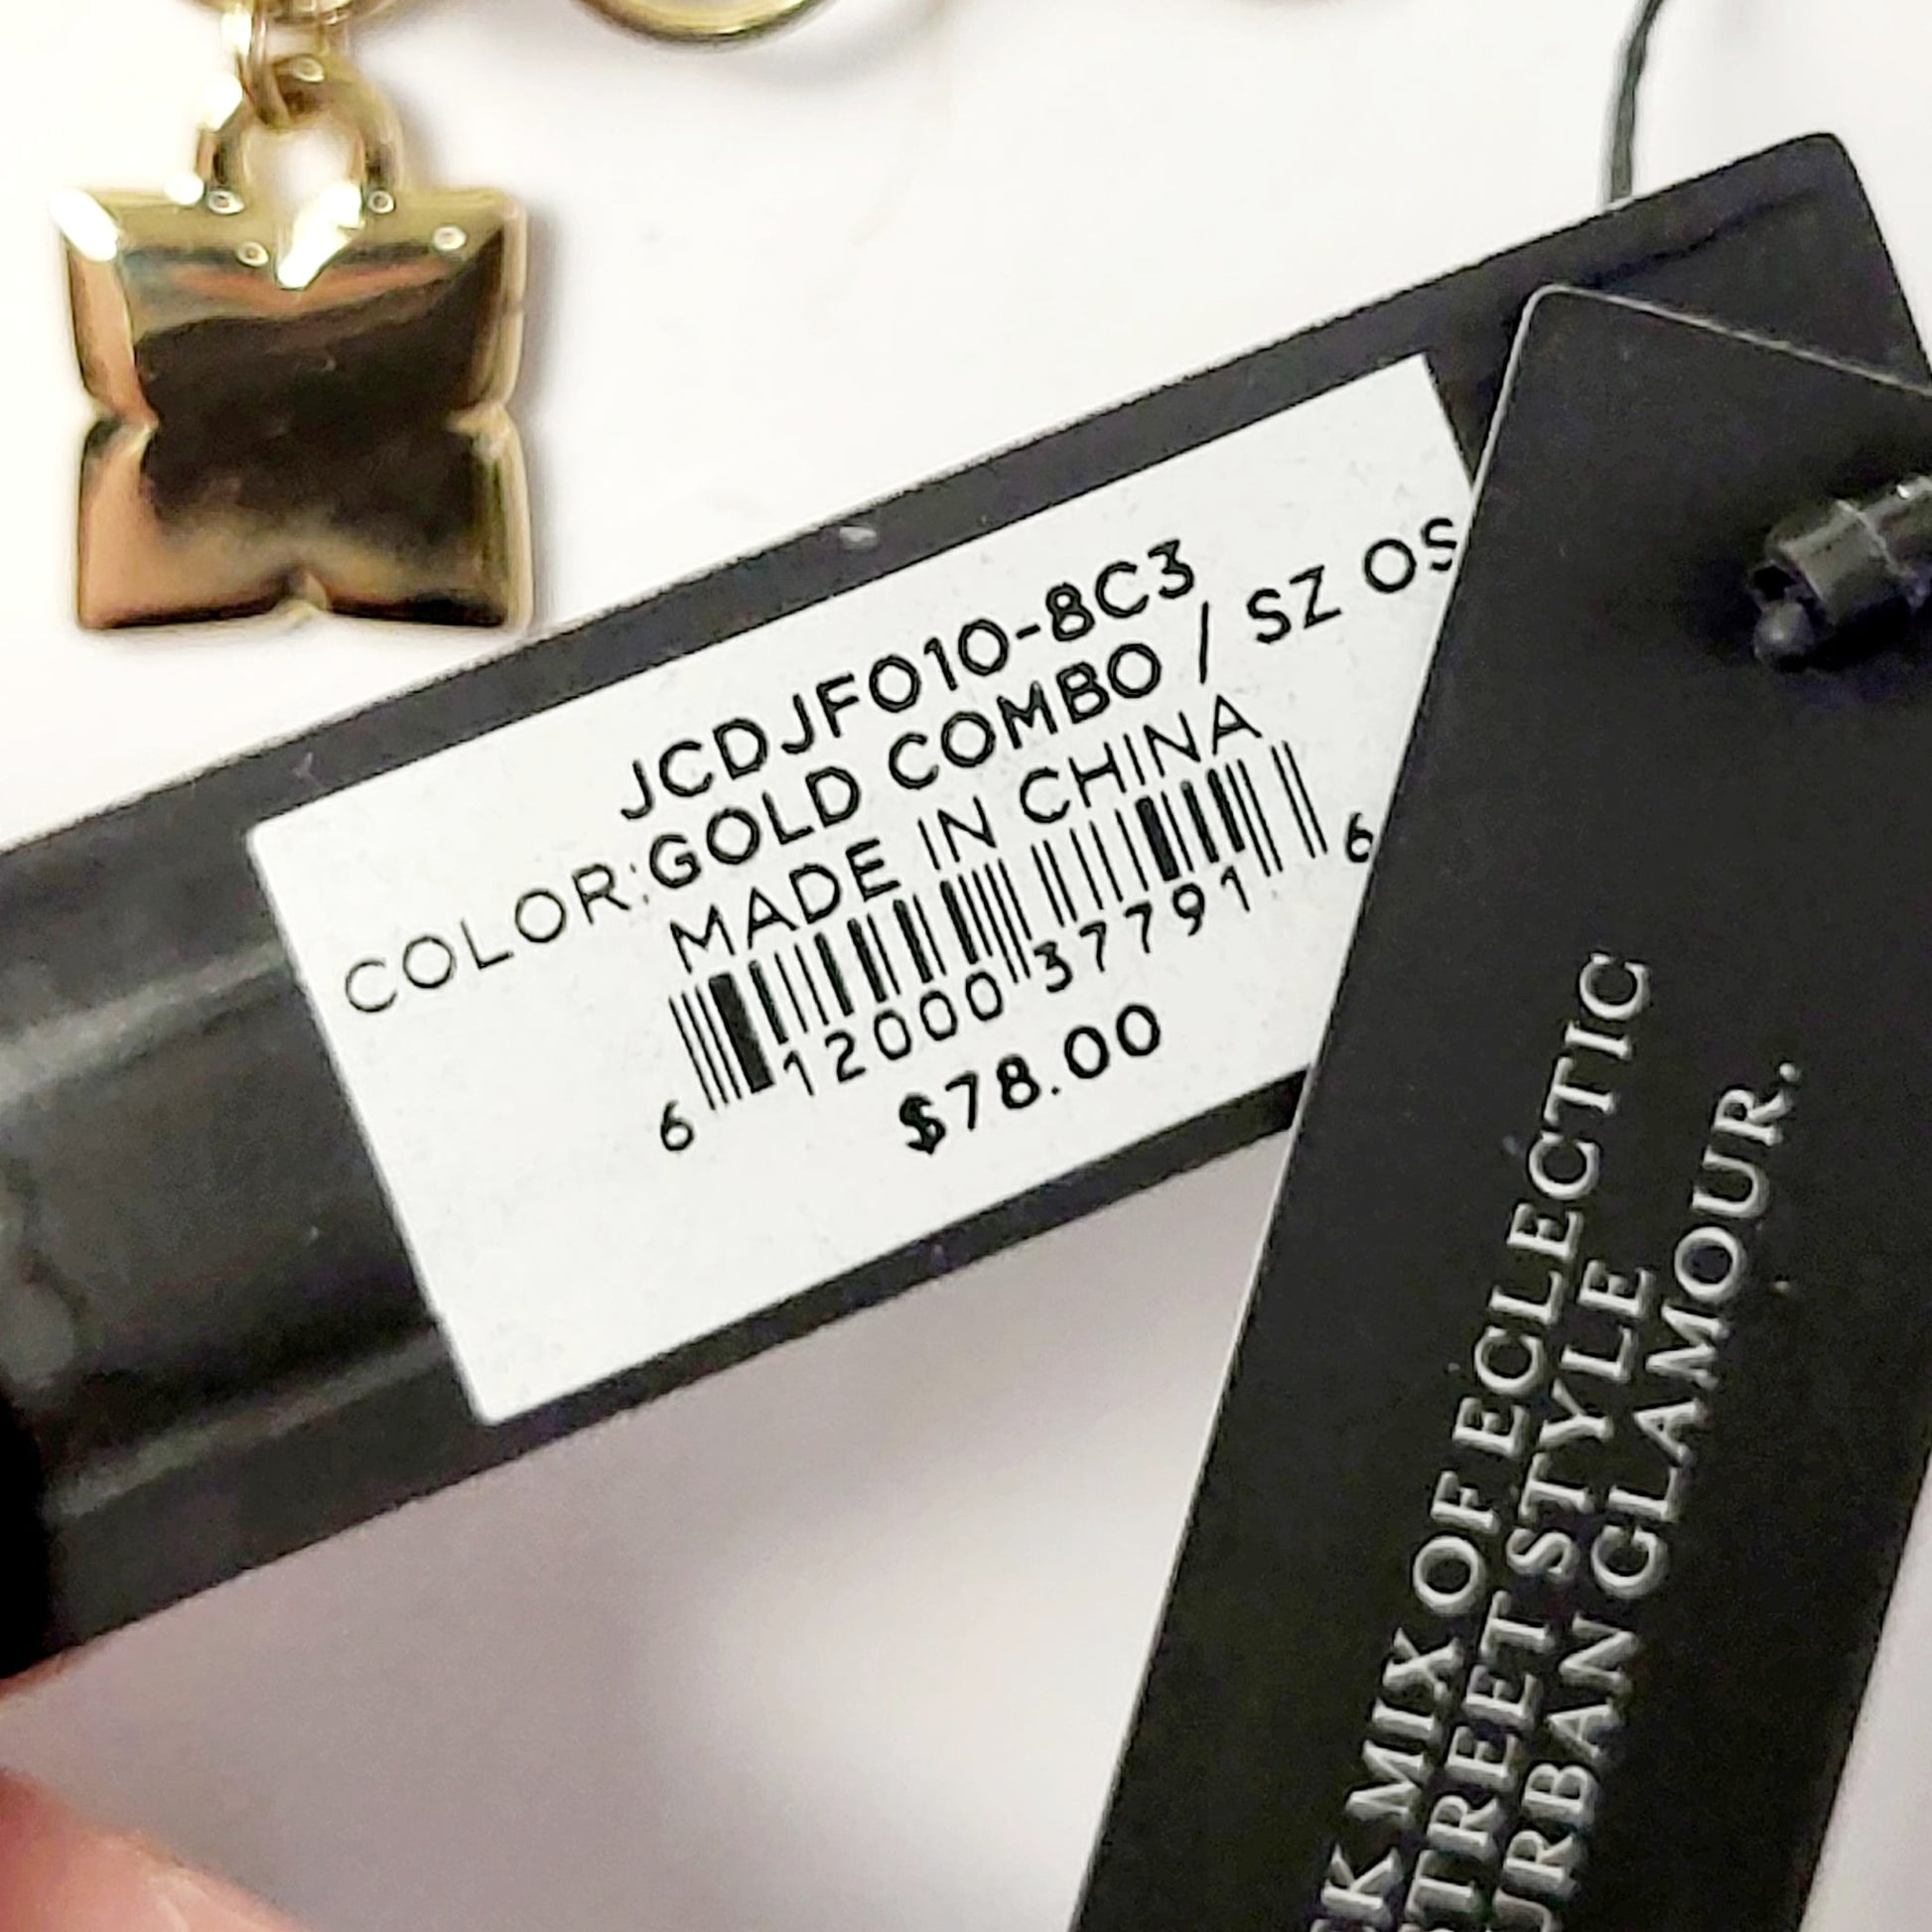 JCDJF010-8C3
COLOR:GOLD COMBO / SZ OS
MADE IN CHINA
6 12000 37791 6
$78.00
MIX OF ECLECTIC
STREET STYLE
URBAN GLAMOUR.